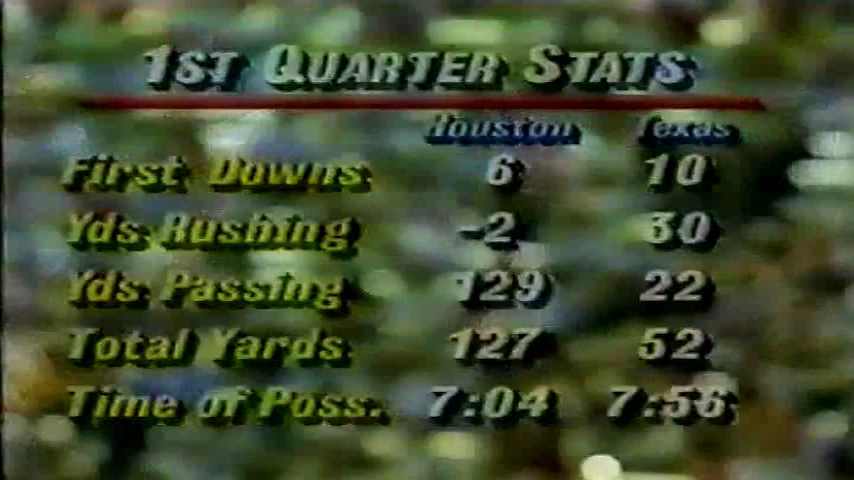 1ST QUARTER STATS
Houston Texas
First Downs 6 10
Yds Rushing -2 30
Yds Passing 129 22
Total Yards 127 52
Time of Poss. 7:04 7:56